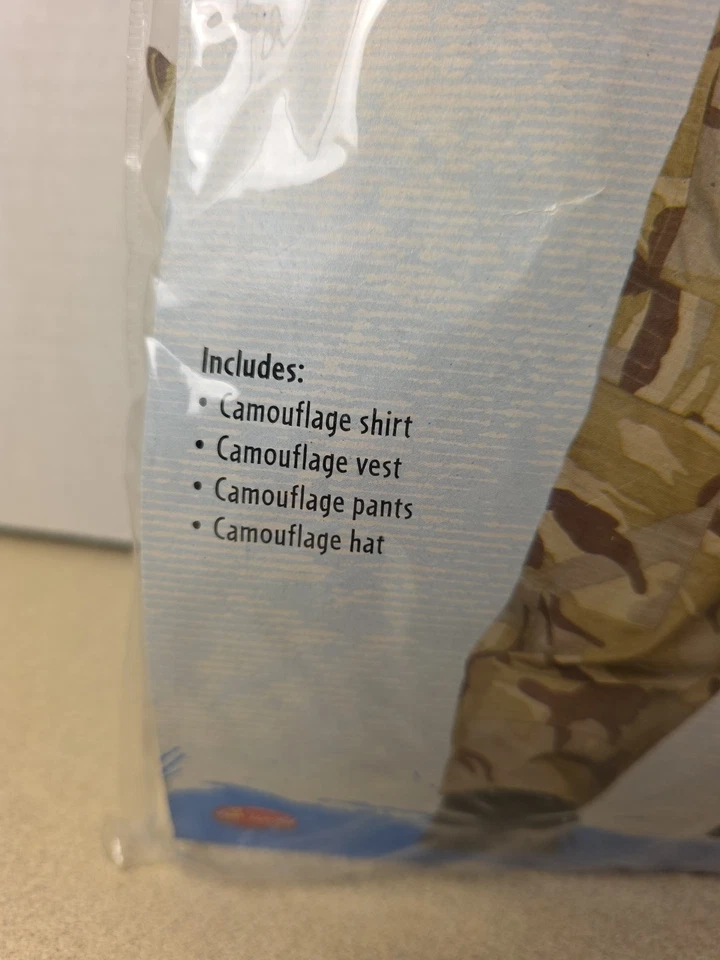 Includes:
• Camouflage shirt
• Camouflage vest
• Camouflage pants
• Camouflage hat